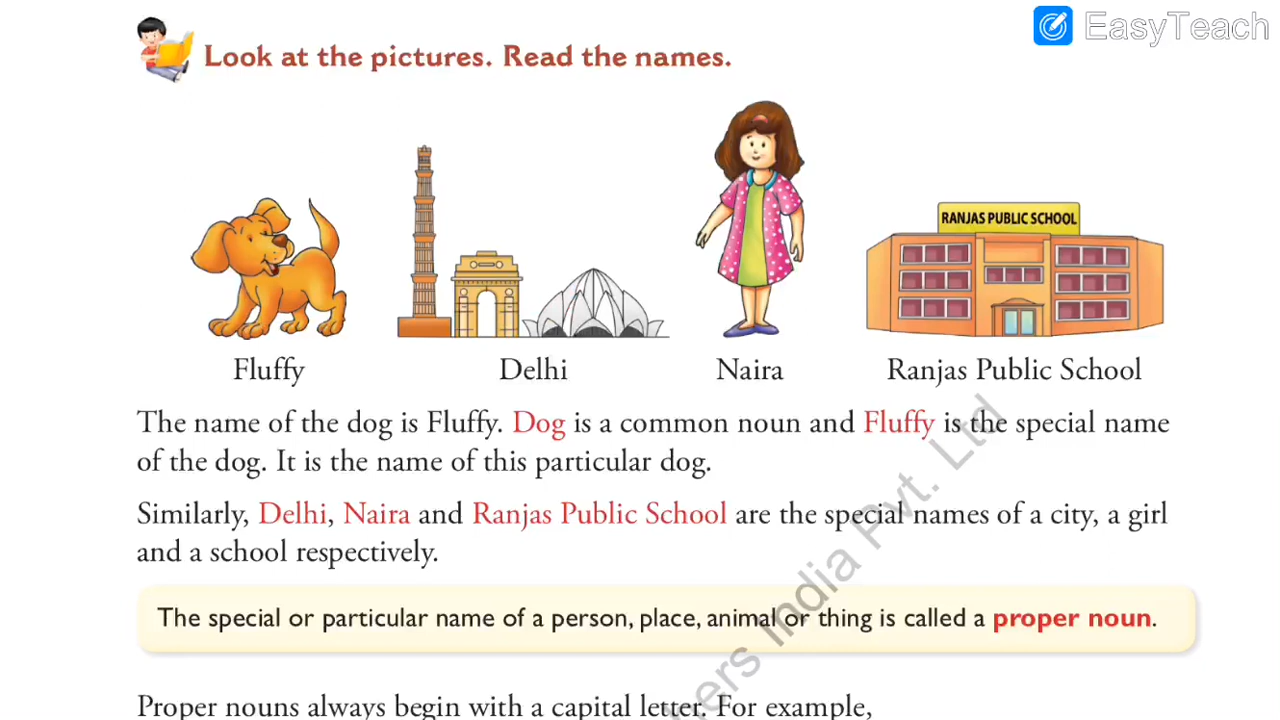 EasyTeach
Look at the pictures. Read the names.
RANJAS PUBLIC SCHOOL
Fluffy
Delhi
Naira
Ranjas Public School
The name of the dog is Fluffy. Dog is a common noun and Fluffy is the special name
of the dog. It is the name of this particular dog.
Similarly, Delhi, Naira and Ranjas Public School are the special names of a city, a girl
and a school respectively.
The special or particular name of a person, place, animal or thing is called a proper noun.
Proper nouns always begin with a capital letter. For example,
India Pvt. Ltd